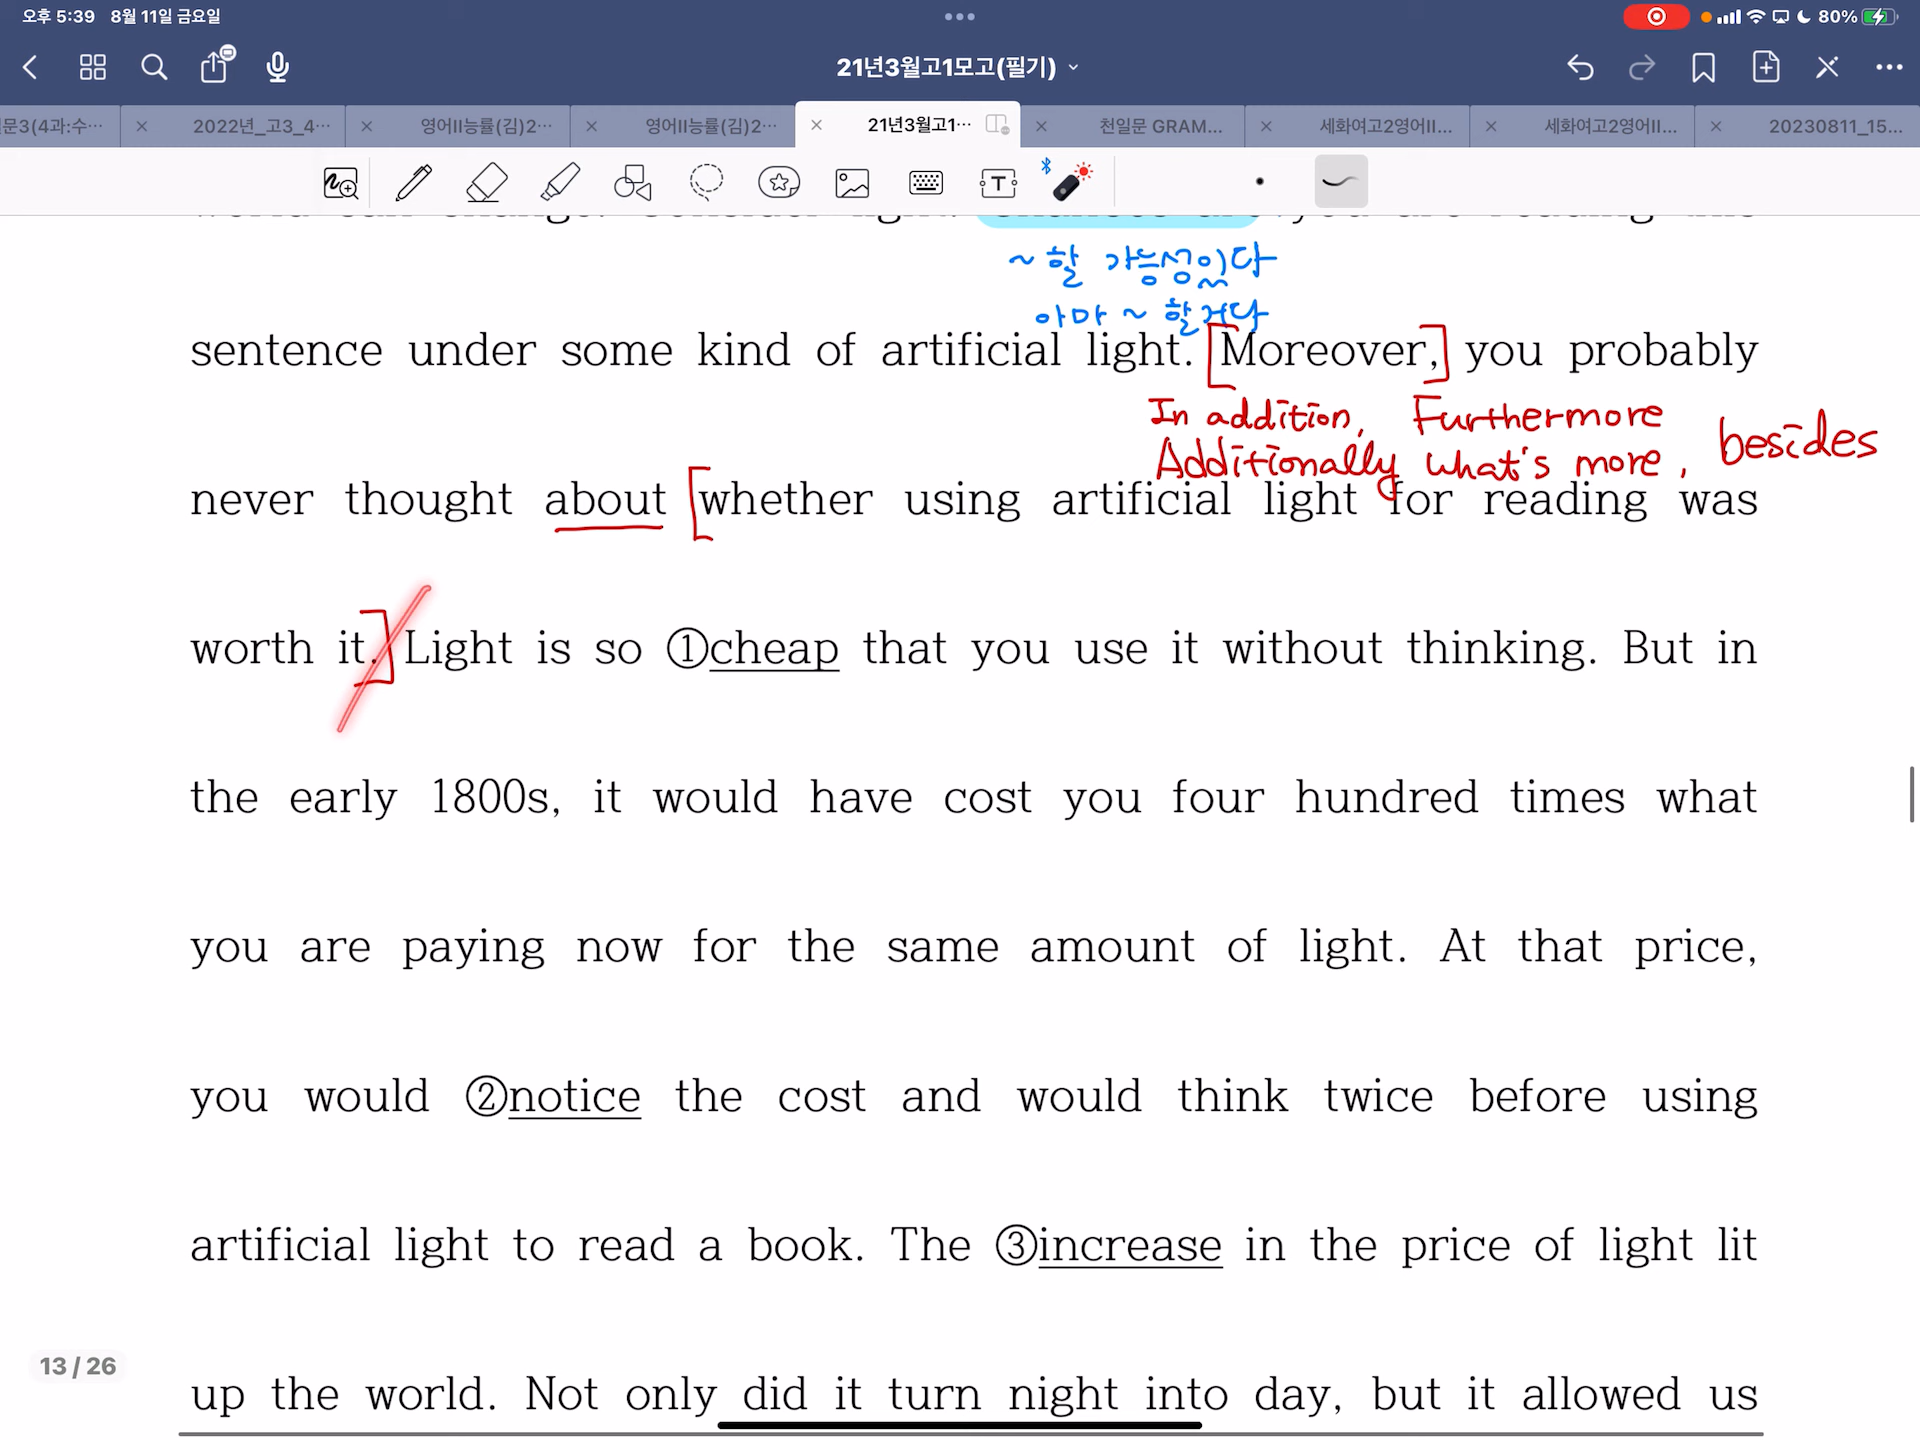 오후 5:39 8월 11일 금요일
80%
21년3월고1모고(필기)
문3(4과:수…
2022년_고3_4…
영어II능률(김)2…
영어II능률(김)2…
21년3월고1…
천일문 GRAM…
세화여고2영어II…
세화여고2영어II…
20230811_15…
you are reading this
~할 가능성있다
아마 ~ 할거다
sentence under some kind of artificial light. [Moreover,] you probably
In addition, Furthermore
Additionally what's more, besides
never thought about [whether using artificial light for reading was
worth it.] Light is so ①cheap that you use it without thinking. But in
the early 1800s, it would have cost you four hundred times what
you are paying now for the same amount of light. At that price,
you would ②notice the cost and would think twice before using
artificial light to read a book. The ③increase in the price of light lit
13 / 26
up the world. Not only did it turn night into day, but it allowed us